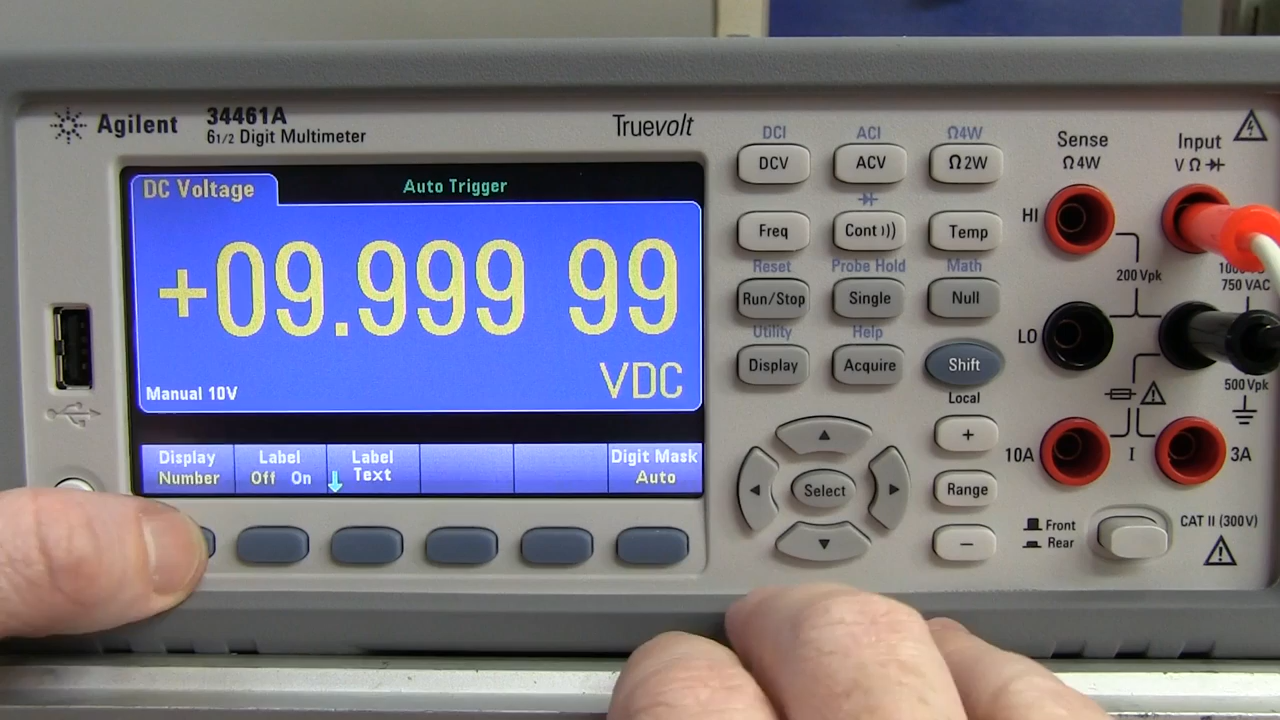 Agilent
34461A
6 1/2 Digit Multimeter
Truevolt
DC Voltage
Auto Trigger
+09.999 99
VDC
Manual 10V
Display
Number
Label
Off On
Label
Text
Digit Mask
Auto
DCI
ACI
Ω4W
DCV
ACV
Ω2W
Freq
Cont
Temp
Reset
Probe Hold
Math
Run/Stop
Single
Null
Utility
Help
Display
Acquire
Shift
Local
+
Select
Range
−
Sense
Ω4W
Input
V Ω
HI
200 Vpk
750 VAC
LO
500 Vpk
10A
I
3A
Front
Rear
CAT II (300V)